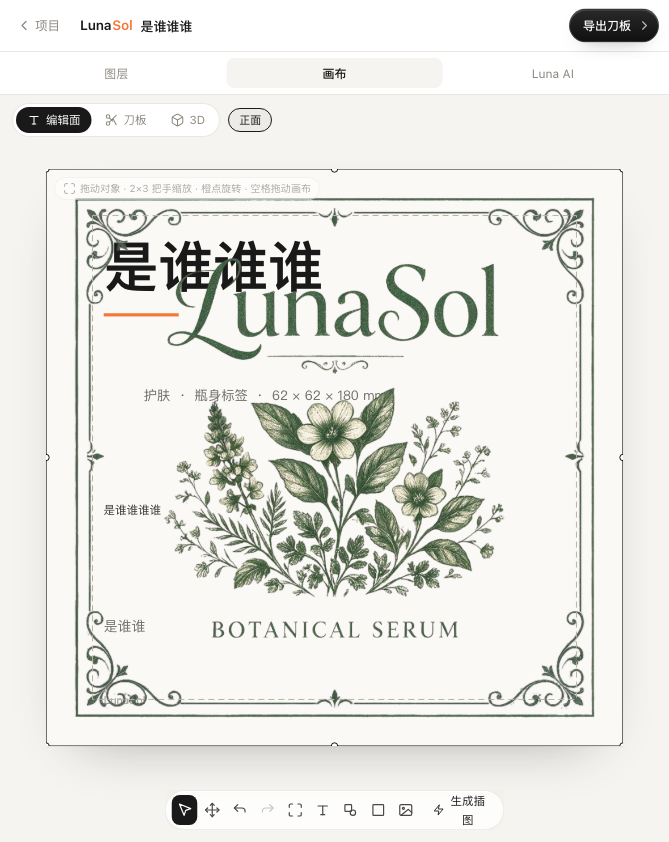 项目 LunaSol 是谁谁谁 导出刀板
图层 画布 Luna AI
编辑面 刀板 3D 正面
拖动对象 · 2×3 把手缩放 · 橙点旋转 · 空格拖动画布
是谁谁谁
LunaSol
护肤 · 瓶身标签 · 62 × 62 × 180 mm
是谁谁谁谁
是谁谁
BOTANICAL SERUM
生成插
图